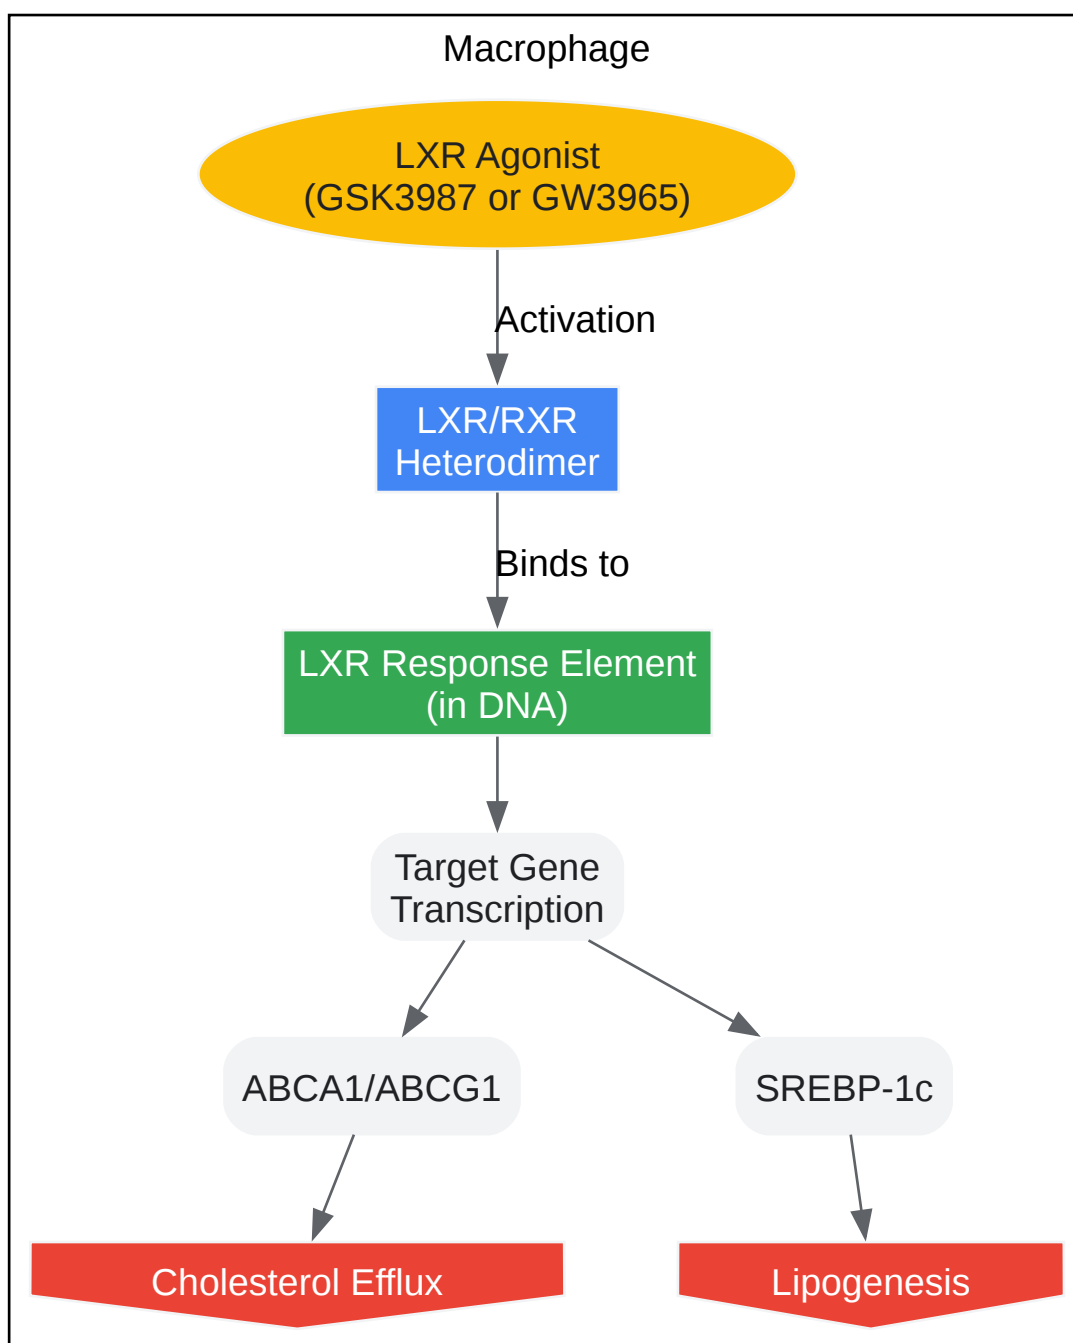 Macrophage
LXR Agonist
(GSK3987 or GW3965)
Activation
LXR/RXR
Heterodimer
Binds to
LXR Response Element
(in DNA)
Target Gene
Transcription
ABCA1/ABCG1
SREBP-1c
Cholesterol Efflux
Lipogenesis